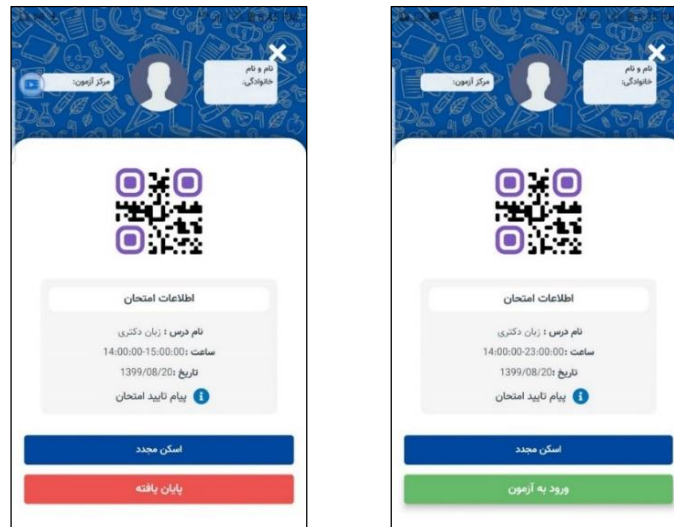 نام و نام
خانوادگی:
مرکز آزمون:
اطلاعات امتحان
نام درس : زبان دکتری
ساعت :14:00:00-15:00:00
تاریخ :1399/08/20
پیام تایید امتحان
اسکن مجدد
پایان یافته
نام و نام
خانوادگی:
مرکز آزمون:
اطلاعات امتحان
نام درس : زبان دکتری
ساعت :14:00:00-23:00:00
تاریخ :1399/08/20
پیام تایید امتحان
اسکن مجدد
ورود به آزمون